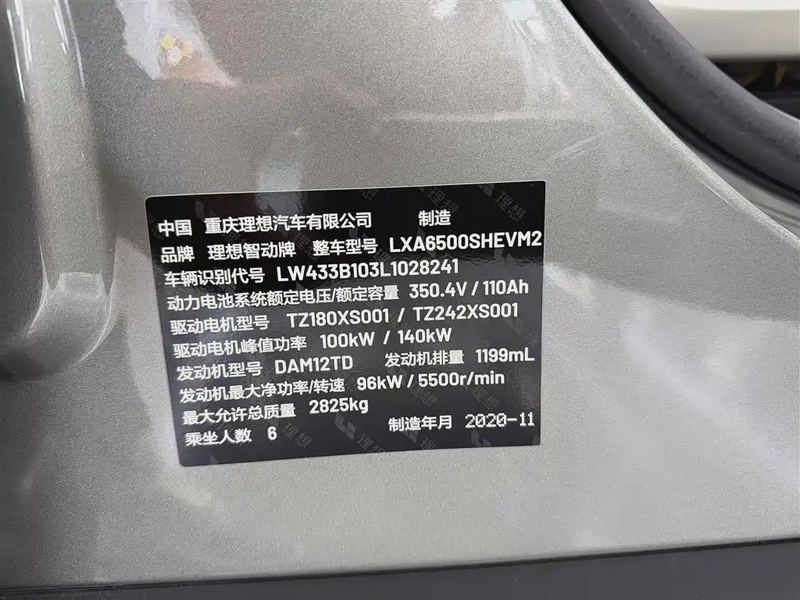 中国 重庆理想汽车有限公司 制造
品牌 理想智动牌 整车型号 LXA6500SHEVM2
车辆识别代号 LW433B103L1028241
动力电池系统额定电压/额定容量 350.4V / 110Ah
驱动电机型号 TZ180XS001 / TZ242XS001
驱动电机峰值功率 100kW / 140kW
发动机型号 DAM12TD 发动机排量 1199mL
发动机最大净功率/转速 96kW / 5500r/min
最大允许总质量 2825kg
乘坐人数 6 制造年月 2020-11